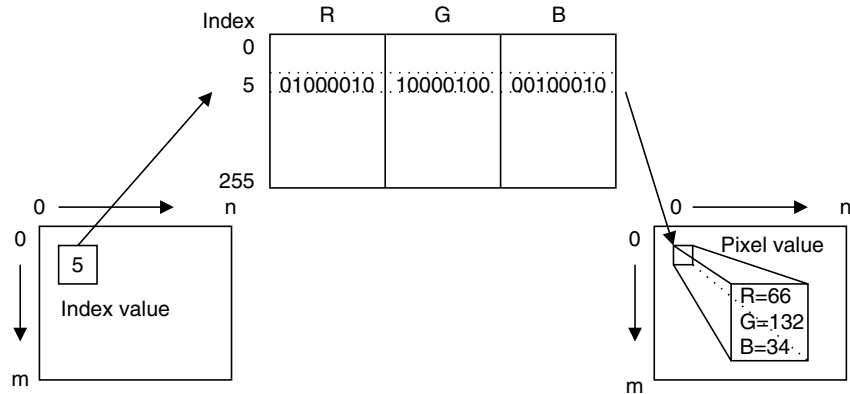 Index R G B
0
5 01000010 10000100 00100010
255
0 n
0
5
Index value
m
0 n
0
Pixel value
R=66
G=132
B=34
m